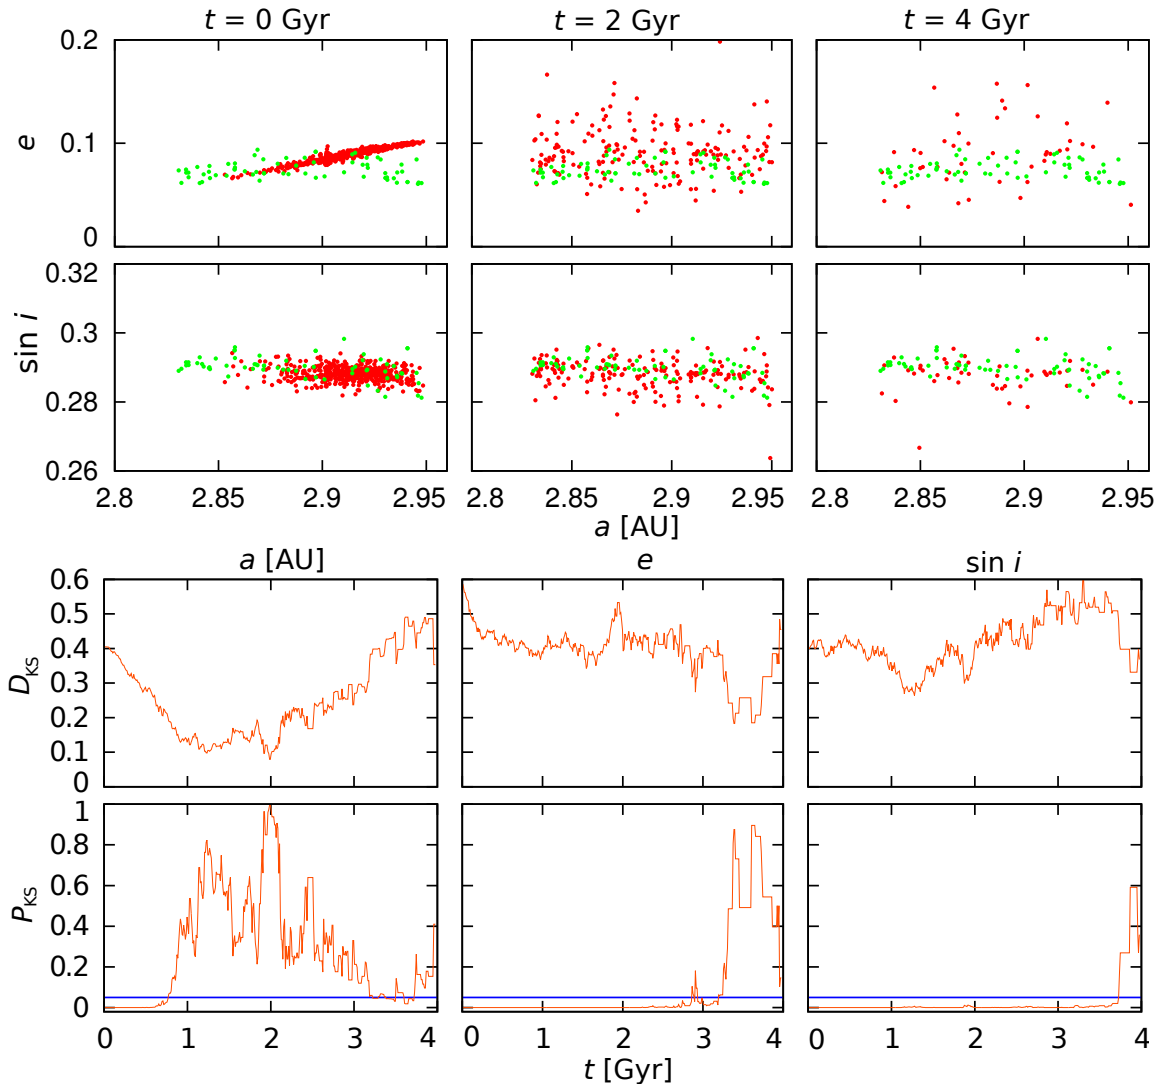 t = 0 Gyr t = 2 Gyr t = 4 Gyr
0.2
e
0.1
0
0.32
sin i
0.3
0.28
0.26
2.8 2.85 2.9 2.95 2.8 2.85 2.9 2.95 2.8 2.85 2.9 2.95
a [AU]
a [AU] e sin i
0.6
0.5
0.4
D_KS
0.3
0.2
0.1
0
1
0.8
0.6
P_KS
0.4
0.2
0
0 1 2 3 4 0 1 2 3 4 0 1 2 3 4
t [Gyr]